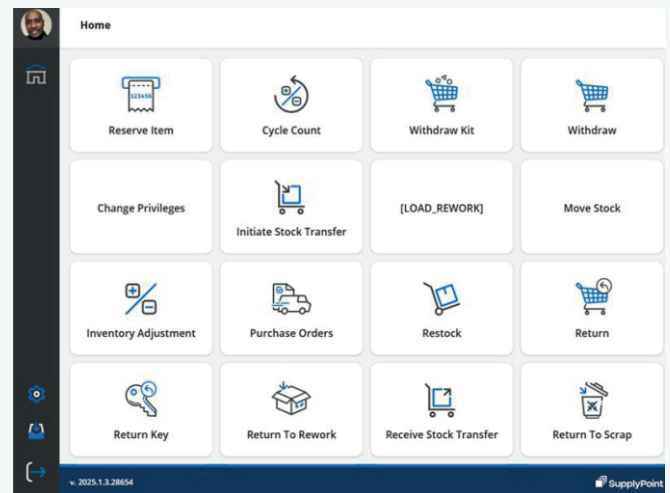 Home
123456
Reserve Item
Cycle Count
Withdraw Kit
Withdraw
Change Privileges
Initiate Stock Transfer
[LOAD_REWORK]
Move Stock
Inventory Adjustment
Purchase Orders
Restock
Return
Return Key
Return To Rework
Receive Stock Transfer
Return To Scrap
v. 2025.1.3.28654
SupplyPoint